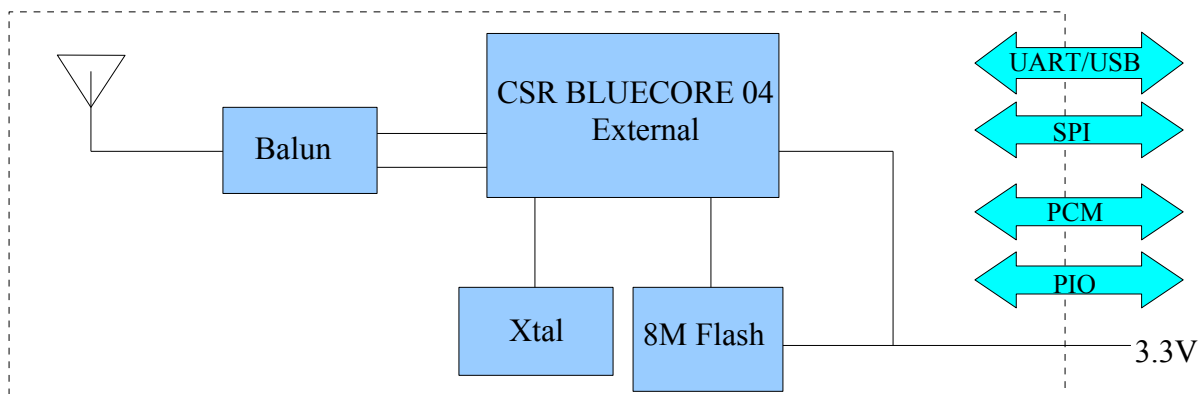 CSR BLUECORE 04
External
Balun
Xtal
8M Flash
UART/USB
SPI
PCM
PIO
3.3V